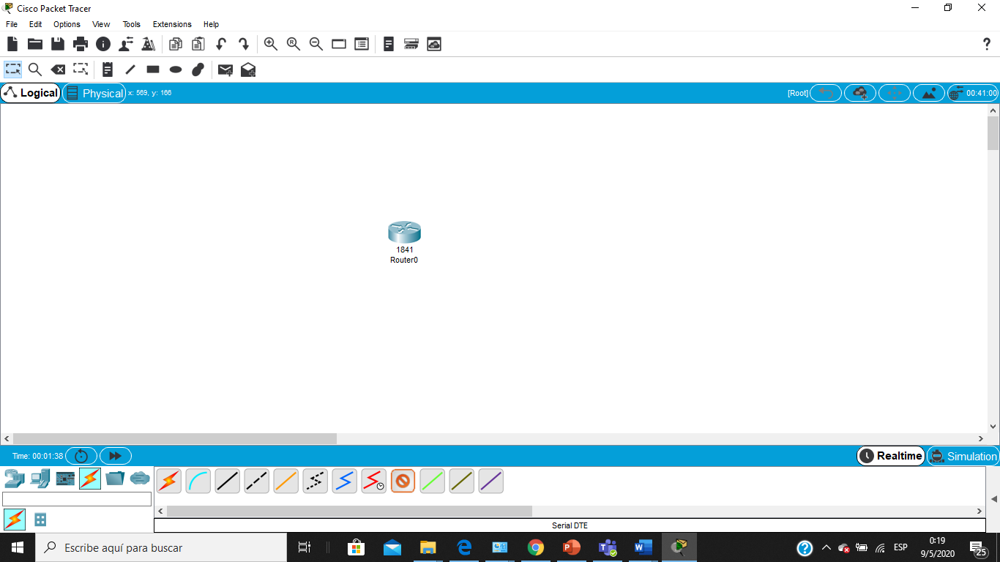 Cisco Packet Tracer
File Edit Options View Tools Extensions Help
Logical Physical x: 569, y: 166 [Root] 00:41:00
1841
Router0
Time: 00:01:38 Realtime Simulation
Serial DTE
Escribe aquí para buscar ESP 0:19
9/5/2020 25